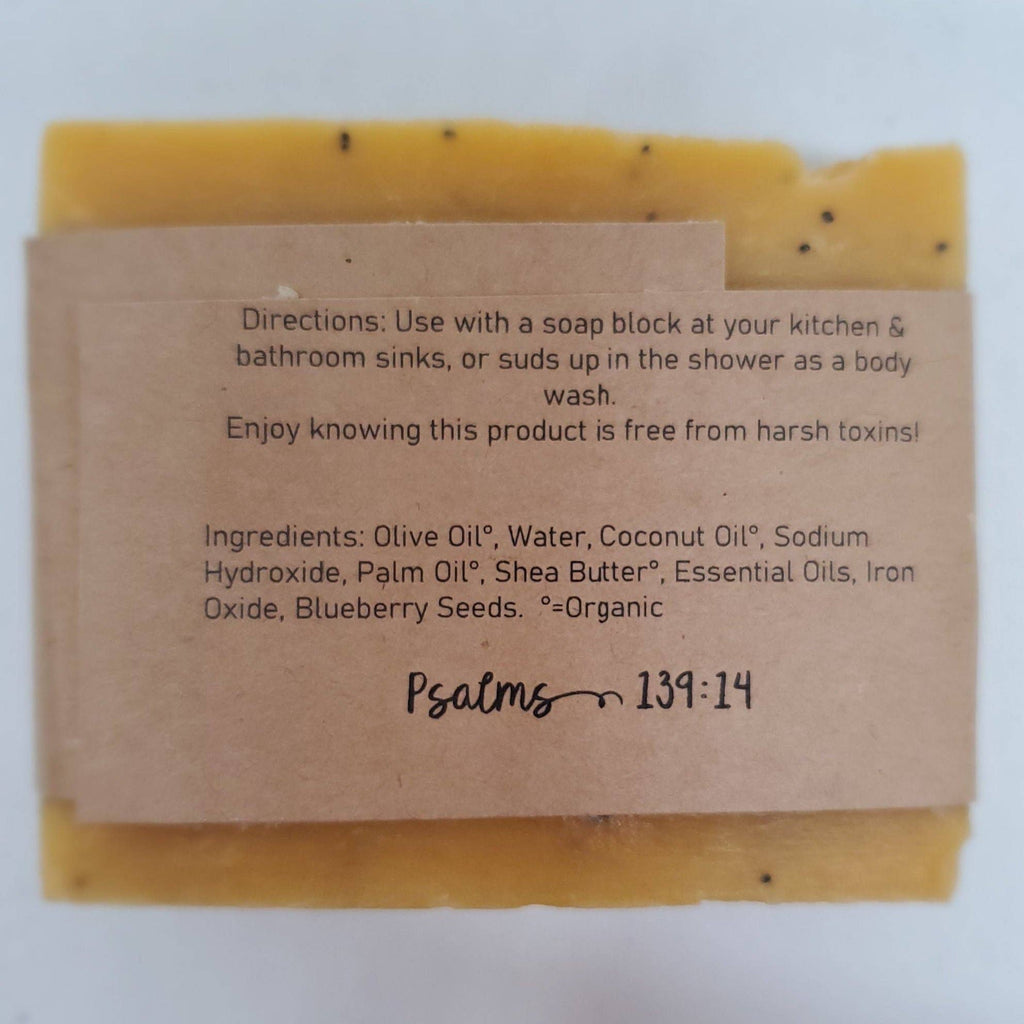 Directions: Use with a soap block at your kitchen &
bathroom sinks, or suds up in the shower as a body
wash.
Enjoy knowing this product is free from harsh toxins!
Ingredients: Olive Oil°, Water, Coconut Oil°, Sodium
Hydroxide, Palm Oil°, Shea Butter°, Essential Oils, Iron
Oxide, Blueberry Seeds. °=Organic
Psalms 139:14